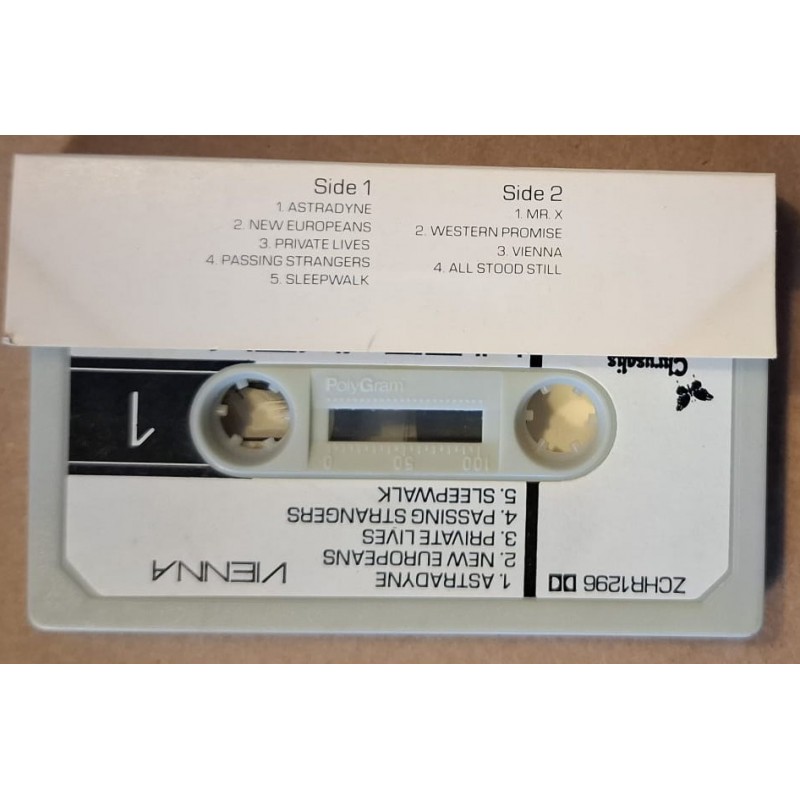 Side 1
1. ASTRADYNE
2. NEW EUROPEANS
3. PRIVATE LIVES
4. PASSING STRANGERS
5. SLEEPWALK
Side 2
1. MR. X
2. WESTERN PROMISE
3. VIENNA
4. ALL STOOD STILL
Chrysalis
PolyGram
0 50 100
1
VIENNA
1. ASTRADYNE
2. NEW EUROPEANS
3. PRIVATE LIVES
4. PASSING STRANGERS
5. SLEEPWALK
ZCHR1296